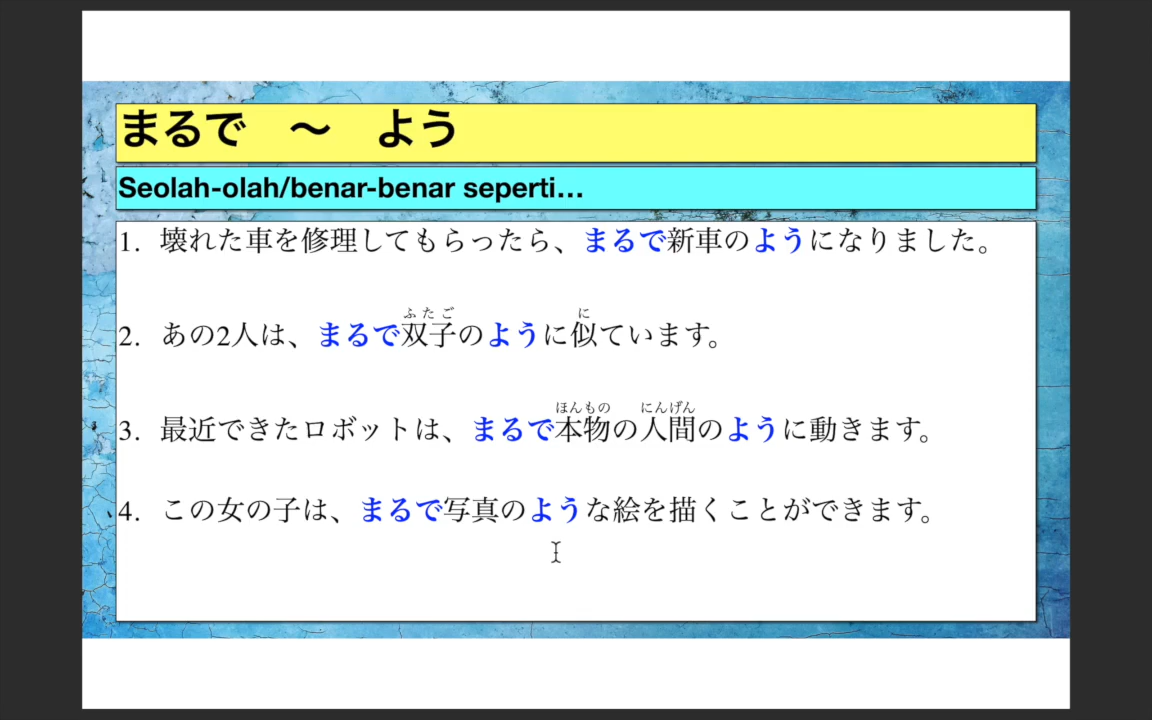 まるで　～　よう
Seolah-olah/benar-benar seperti…
1. 壊れた車を修理してもらったら、まるで新車のようになりました。
ふたご に
2. あの2人は、まるで双子のように似ています。
ほんもの にんげん
3. 最近できたロボットは、まるで本物の人間のように動きます。
4. この女の子は、まるで写真のような絵を描くことができます。